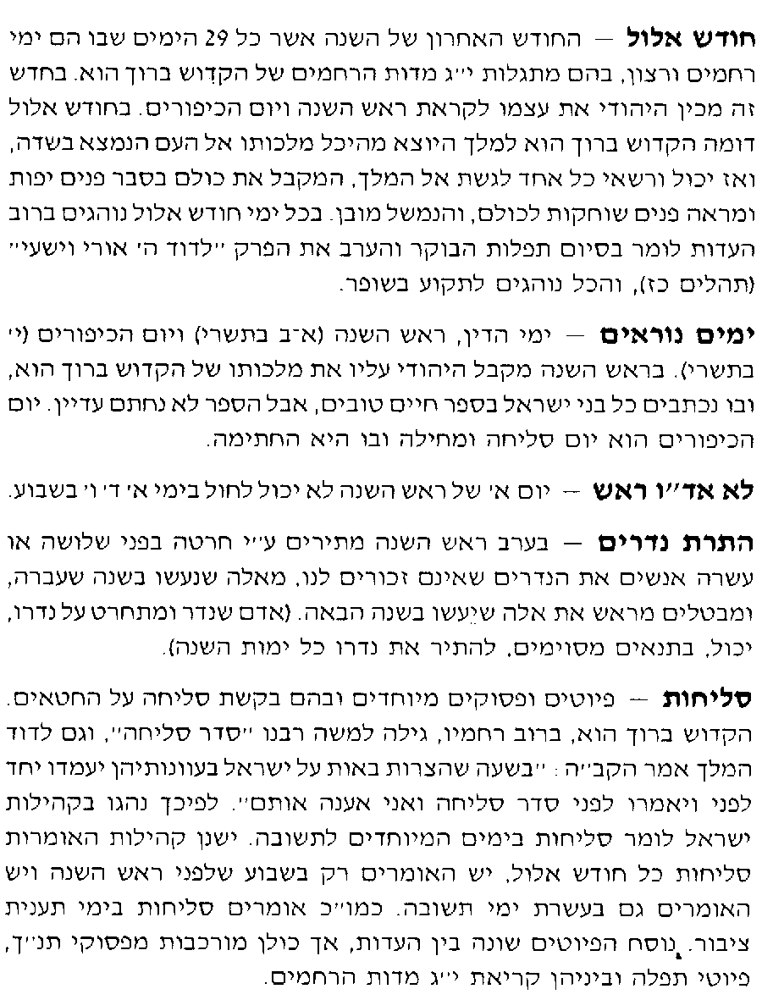 חודש אלול — החודש האחרון של השנה אשר כל 29 הימים שבו הם ימי
רחמים ורצון, בהם מתגלות י״ג מדות הרחמים של הקדוש ברוך הוא. בחדש
זה מכין היהודי את עצמו לקראת ראש השנה ויום הכיפורים. בחודש אלול
דומה הקדוש ברוך הוא למלך היוצא מהיכל מלכותו אל העם הנמצא בשדה,
ואז יכול ורשאי כל אחד לגשת אל המלך, המקבל את כולם בסבר פנים יפות
ומראה פנים שוחקות לכולם, והנמשל מובן. בכל ימי חודש אלול נוהגים ברוב
העדות לומר בסיום תפלות הבוקר והערב את הפרק ״לדוד ה׳ אורי וישעי״
(תהלים כז), והכל נוהגים לתקוע בשופר.
ימים נוראים — ימי הדין, ראש השנה (א־ב בתשרי) ויום הכיפורים (י׳
בתשרי). בראש השנה מקבל היהודי עליו את מלכותו של הקדוש ברוך הוא,
ובו נכתבים כל בני ישראל בספר חיים טובים, אבל הספר לא נחתם עדיין. יום
הכיפורים הוא יום סליחה ומחילה ובו היא החתימה.
לא אד״ו ראש — יום א׳ של ראש השנה לא יכול לחול בימי א׳ ד׳ ו׳ בשבוע.
התרת נדרים — בערב ראש השנה מתירים ע״י חרטה בפני שלושה או
עשרה אנשים את הנדרים שאינם זכורים לנו, מאלה שנעשו בשנה שעברה,
ומבטלים מראש את אלה שיֵעשו בשנה הבאה. (אדם שנדר ומתחרט על נדרו,
יכול, בתנאים מסוימים, להתיר את נדרו כל ימות השנה).
סליחות — פיוטים ופסוקים מיוחדים ובהם בקשת סליחה על החטאים.
הקדוש ברוך הוא, ברוב רחמיו, גילה למשה רבנו ״סדר סליחה״, וגם לדוד
המלך אמר הקב״ה: ״בשעה שהצרות באות על ישראל בעוונותיהן יעמדו יחד
לפני ויאמרו לפני סדר סליחה ואני אענה אותם״. לפיכך נהגו בקהילות
ישראל לומר סליחות בימים המיוחדים לתשובה. ישנן קהילות האומרות
סליחות כל חודש אלול, יש האומרים רק בשבוע שלפני ראש השנה ויש
האומרים גם בעשרת ימי תשובה. כמו״כ אומרים סליחות בימי תענית
ציבור. נוסח הפיוטים שונה בין העדות, אך כולן מורכבות מפסוקי תנ״ך,
פיוטי תפלה וביניהן קריאת י״ג מדות הרחמים.